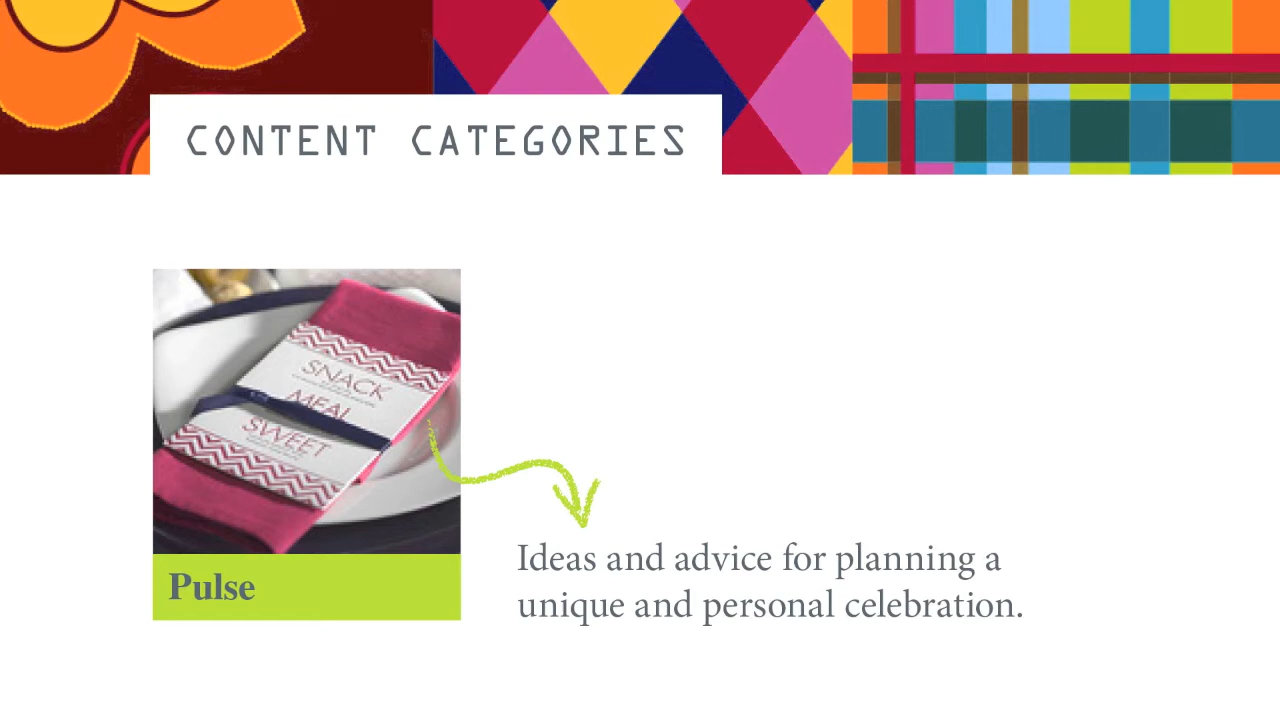 CONTENT CATEGORIES
SNACK
MEAL
SWEET
Pulse
Ideas and advice for planning a
unique and personal celebration.